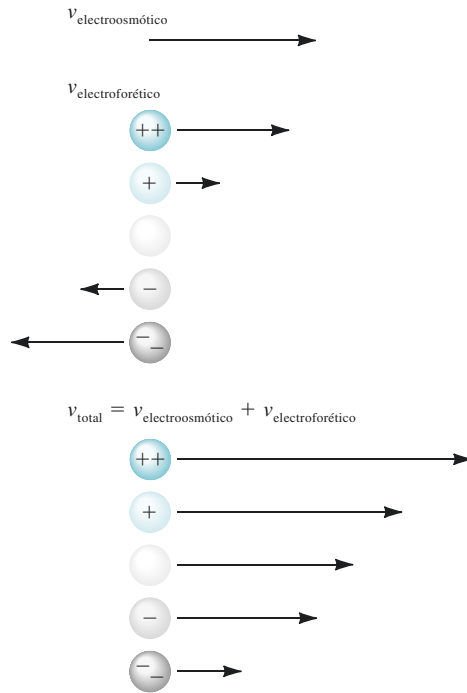 v electroosmótico
v electroforético
++
+
−
− −
v total = v electroosmótico + v electroforético
++
+
−
− −